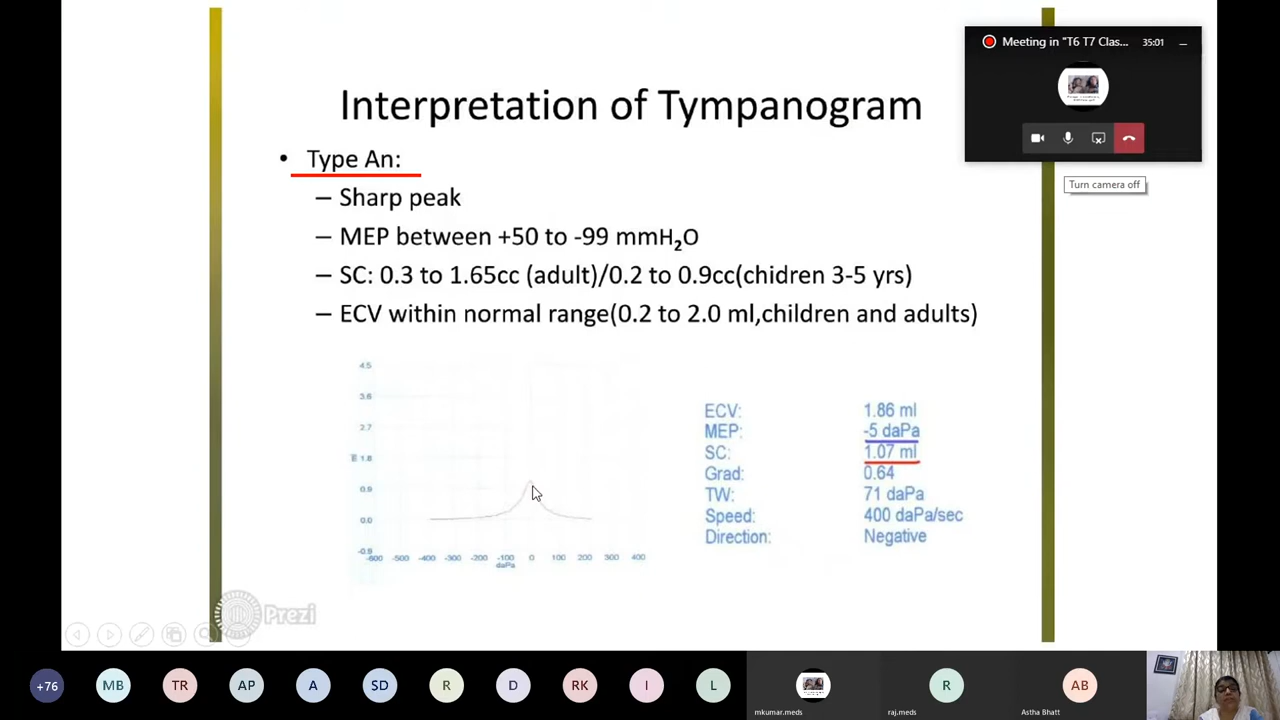 Interpretation of Tympanogram
• Type An:
– Sharp peak
– MEP between +50 to -99 mmH₂O
– SC: 0.3 to 1.65cc (adult)/0.2 to 0.9cc(chidren 3-5 yrs)
– ECV within normal range(0.2 to 2.0 ml,children and adults)
4.5
3.6
2.7
ml 1.8
0.9
0.0
-0.9
-600 -500 -400 -300 -200 -100 0 100 200 300 400
daPa
ECV: 1.86 ml
MEP: -5 daPa
SC: 1.07 ml
Grad: 0.64
TW: 71 daPa
Speed: 400 daPa/sec
Direction: Negative
Prezi
Meeting in "T6 T7 Clas... 35:01
Turn camera off
+76 MB TR AP A SD R D RK I L R AB
mkumar.meds raj.meds Astha Bhatt